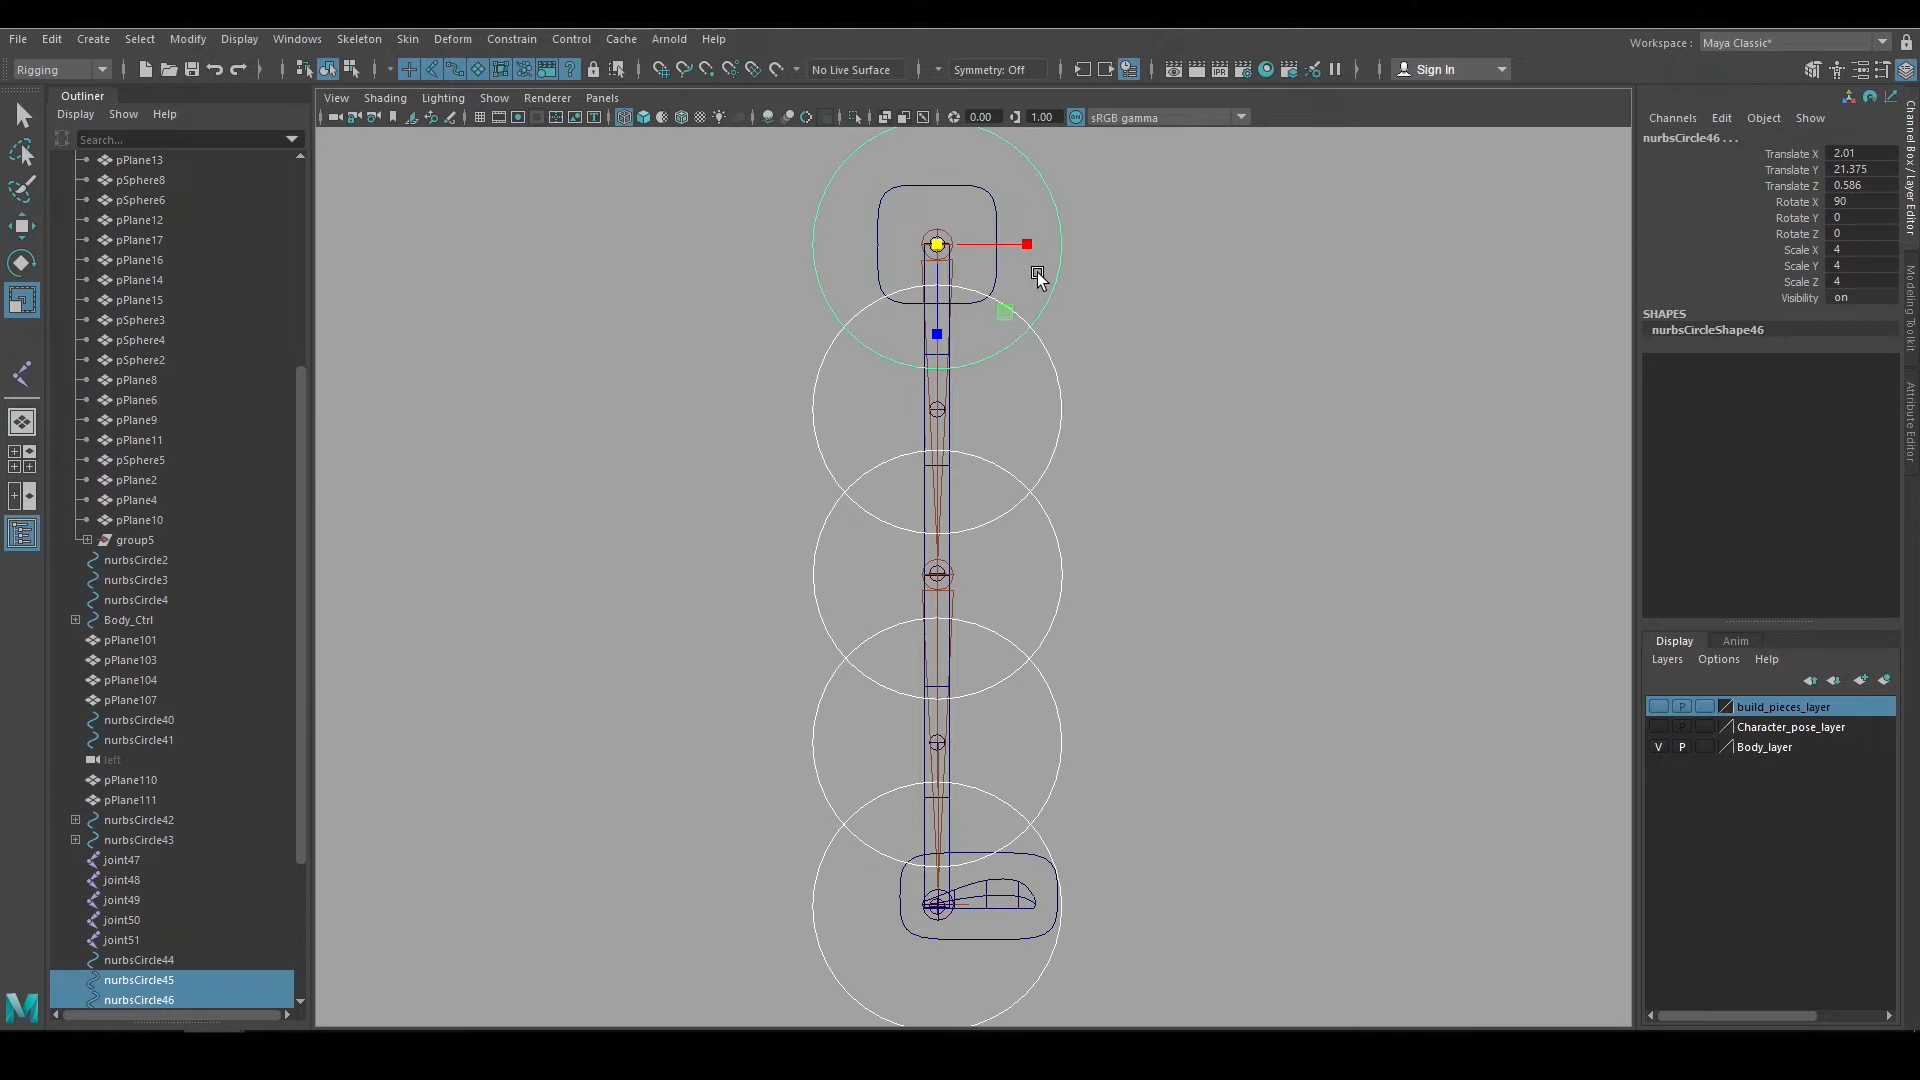 File Edit Create Select Modify Display Windows Skeleton Skin Deform Constrain Control Cache Arnold Help
Workspace : Maya Classic*
Rigging
No Live Surface
Symmetry: Off
IPR
Sign In
Outliner
Display Show Help
Search...
pPlane13
pSphere8
pSphere6
pPlane12
pPlane17
pPlane16
pPlane14
pPlane15
pSphere3
pSphere4
pSphere2
pPlane8
pPlane6
pPlane9
pPlane11
pSphere5
pPlane2
pPlane4
pPlane10
group5
nurbsCircle2
nurbsCircle3
nurbsCircle4
Body_Ctrl
pPlane101
pPlane103
pPlane104
pPlane107
nurbsCircle40
nurbsCircle41
left
pPlane110
pPlane111
nurbsCircle42
nurbsCircle43
joint47
joint48
joint49
joint50
joint51
nurbsCircle44
nurbsCircle45
nurbsCircle46
View Shading Lighting Show Renderer Panels
0.00
1.00
ON
sRGB gamma
Channels Edit Object Show
nurbsCircle46 . . .
Translate X 2.01
Translate Y 21.375
Translate Z 0.586
Rotate X 90
Rotate Y 0
Rotate Z 0
Scale X 4
Scale Y 4
Scale Z 4
Visibility on
SHAPES
nurbsCircleShape46
Display Anim
Layers Options Help
P build_pieces_layer
P Character_pose_layer
V P Body_layer
Channel Box / Layer Editor
Modeling Toolkit
Attribute Editor